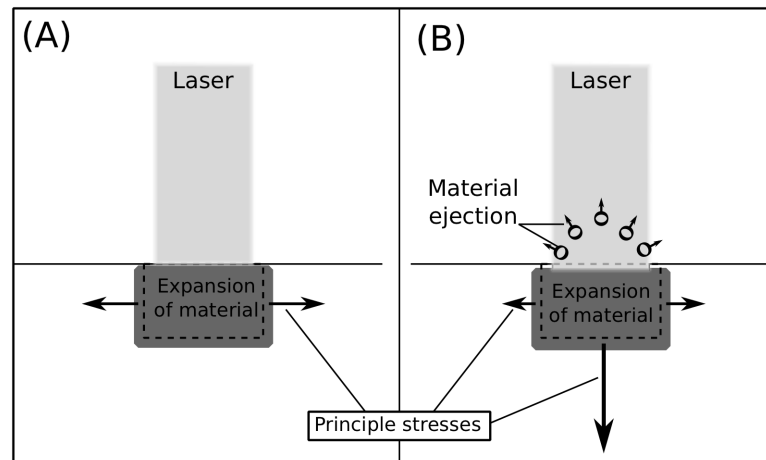 (A)
Laser
Expansion
of material
(B)
Laser
Material
ejection
Expansion
of material
Principle stresses